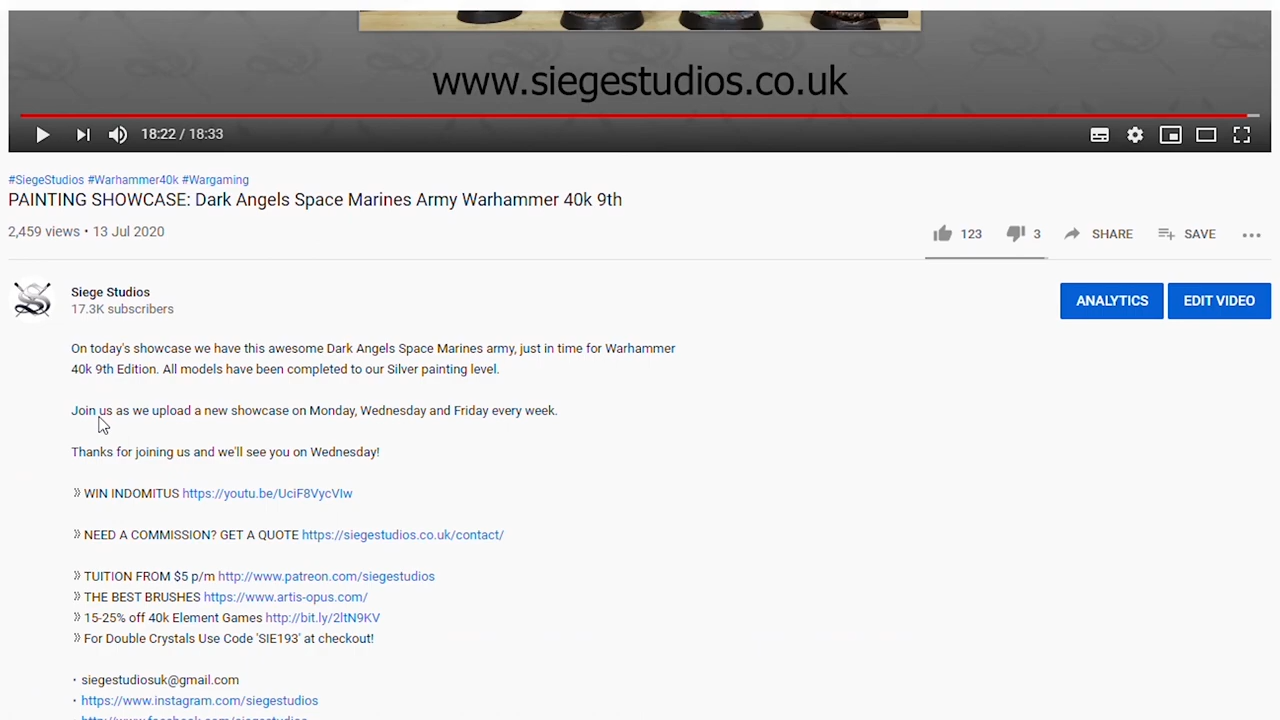 www.siegestudios.co.uk
18:22 / 18:33
#SiegeStudios #Warhammer40k #Wargaming
PAINTING SHOWCASE: Dark Angels Space Marines Army Warhammer 40k 9th
2,459 views • 13 Jul 2020
123 3 SHARE SAVE
Siege Studios
17.3K subscribers
ANALYTICS EDIT VIDEO
On today's showcase we have this awesome Dark Angels Space Marines army, just in time for Warhammer
40k 9th Edition. All models have been completed to our Silver painting level.
Join us as we upload a new showcase on Monday, Wednesday and Friday every week.
Thanks for joining us and we'll see you on Wednesday!
⟫ WIN INDOMITUS https://youtu.be/UciF8VycVIw
⟫ NEED A COMMISSION? GET A QUOTE https://siegestudios.co.uk/contact/
⟫ TUITION FROM $5 p/m http://www.patreon.com/siegestudios
⟫ THE BEST BRUSHES https://www.artis-opus.com/
⟫ 15-25% off 40k Element Games http://bit.ly/2ltN9KV
⟫ For Double Crystals Use Code 'SIE193' at checkout!
· siegestudiosuk@gmail.com
· https://www.instagram.com/siegestudios
· http://www.facebook.com/siegestudios